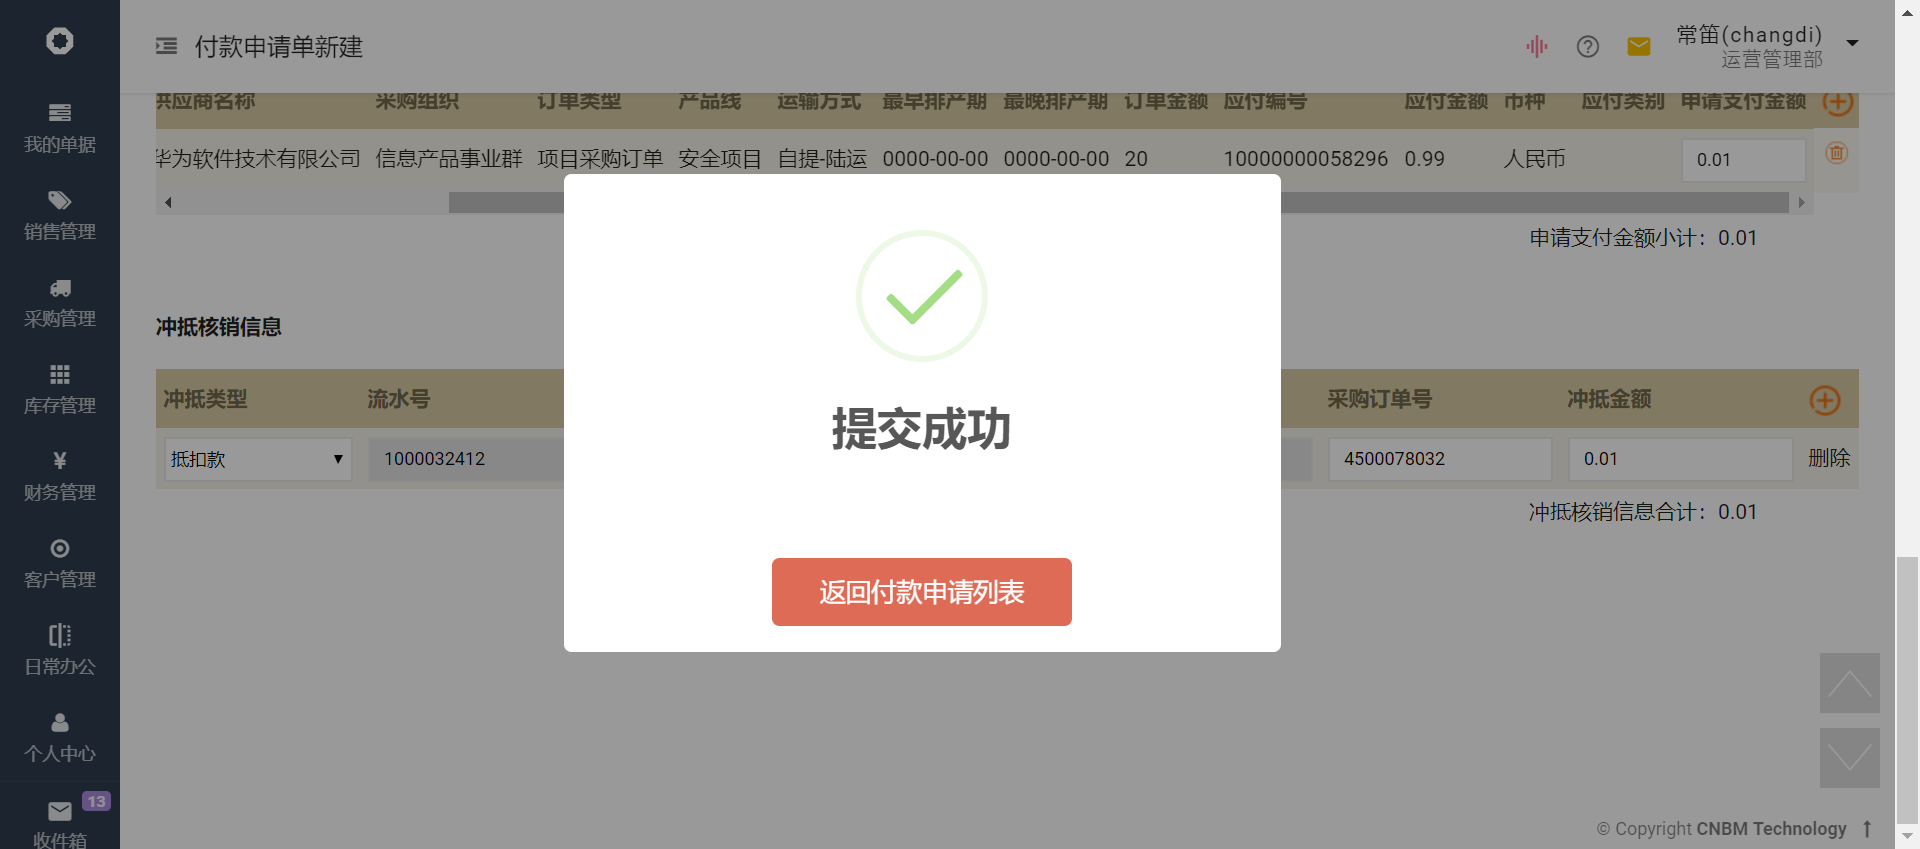 付款申请单新建
常笛(changdi)
运营管理部
我的单据
销售管理
采购管理
库存管理
财务管理
客户管理
日常办公
个人中心
13
收件箱
供应商名称 采购组织 订单类型 产品线 运输方式 最早排产期 最晚排产期 订单金额 应付编号 应付金额 币种 应付类别 申请支付金额
华为软件技术有限公司 信息产品事业群 项目采购订单 安全项目 自提-陆运 0000-00-00 0000-00-00 20 10000000058296 0.99 人民币 0.01
申请支付金额小计：0.01
冲抵核销信息
冲抵类型 流水号 采购订单号 冲抵金额
抵扣款 1000032412 4500078032 0.01 删除
冲抵核销信息合计：0.01
提交成功
返回付款申请列表
© Copyright CNBM Technology